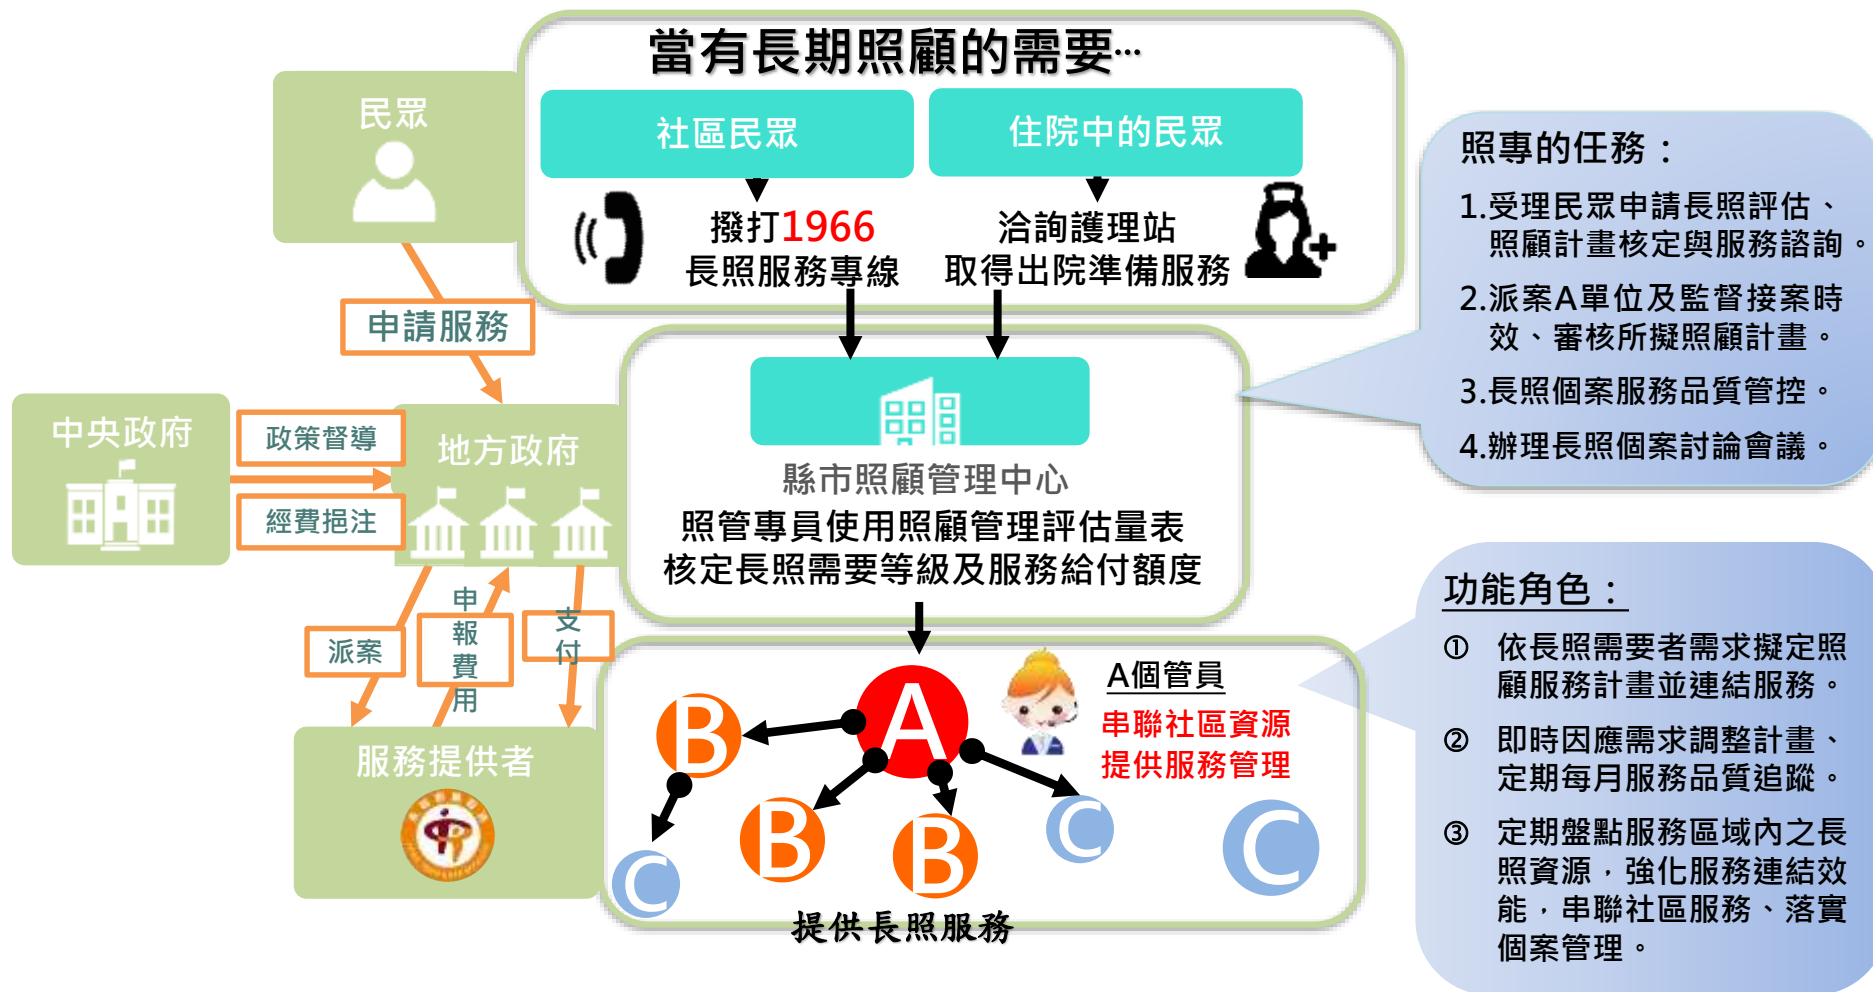 當有長期照顧的需要…
民眾
社區民眾
住院中的民眾
撥打1966
長照服務專線
洽詢護理站
取得出院準備服務
申請服務
中央政府
政策督導
經費挹注
地方政府
縣市照顧管理中心
照管專員使用照顧管理評估量表
核定長照需要等級及服務給付額度
照專的任務：
1.受理民眾申請長照評估、
照顧計畫核定與服務諮詢。
2.派案A單位及監督接案時
效、審核所擬照顧計畫。
3.長照個案服務品質管控。
4.辦理長照個案討論會議。
派案
申
報
費
用
支
付
服務提供者
A
B
B
B
C
C
C
A個管員
串聯社區資源
提供服務管理
提供長照服務
功能角色：
① 依長照需要者需求擬定照
顧服務計畫並連結服務。
② 即時因應需求調整計畫、
定期每月服務品質追蹤。
③ 定期盤點服務區域內之長
照資源，強化服務連結效
能，串聯社區服務、落實
個案管理。